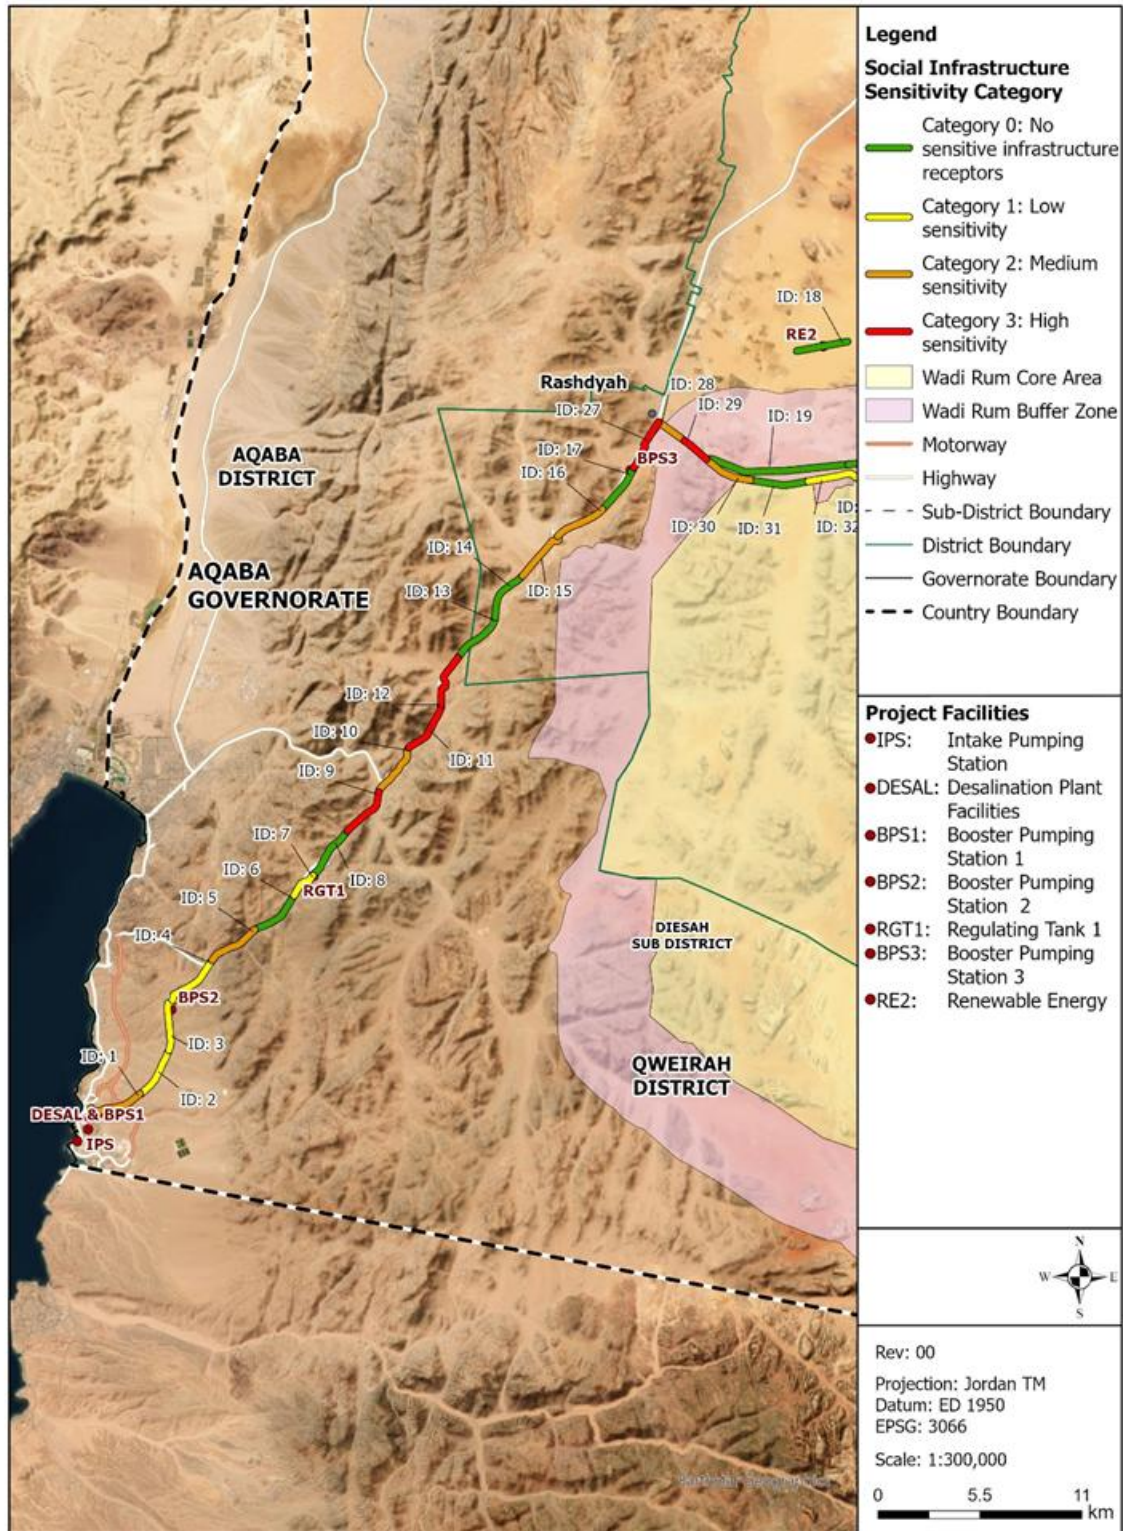 Legend
Social Infrastructure
Sensitivity Category
Category 0: No
sensitive infrastructure
receptors
Category 1: Low
sensitivity
Category 2: Medium
sensitivity
Category 3: High
sensitivity
Wadi Rum Core Area
Wadi Rum Buffer Zone
Motorway
Highway
Sub-District Boundary
District Boundary
Governorate Boundary
Country Boundary
Project Facilities
IPS: Intake Pumping
Station
DESAL: Desalination Plant
Facilities
BPS1: Booster Pumping
Station 1
BPS2: Booster Pumping
Station 2
RGT1: Regulating Tank 1
BPS3: Booster Pumping
Station 3
RE2: Renewable Energy
N
W E
S
Rev: 00
Projection: Jordan TM
Datum: ED 1950
EPSG: 3066
Scale: 1:300,000
0 5.5 11
km
ID: 18
RE2
Rashdyah
ID: 28
ID: 27
ID: 29
ID: 19
ID: 17
BPS3
ID: 16
AQABA
DISTRICT
ID:
ID: 30
ID: 31
ID: 32
ID: 14
AQABA
GOVERNORATE
ID: 13
ID: 15
ID: 12
ID: 10
ID: 11
ID: 9
ID: 7
ID: 6
ID: 8
RGT1
ID: 5
ID: 4
DIESAH
SUB DISTRICT
BPS2
ID: 3
ID: 1
ID: 2
QWEIRAH
DISTRICT
DESAL & BPS1
IPS